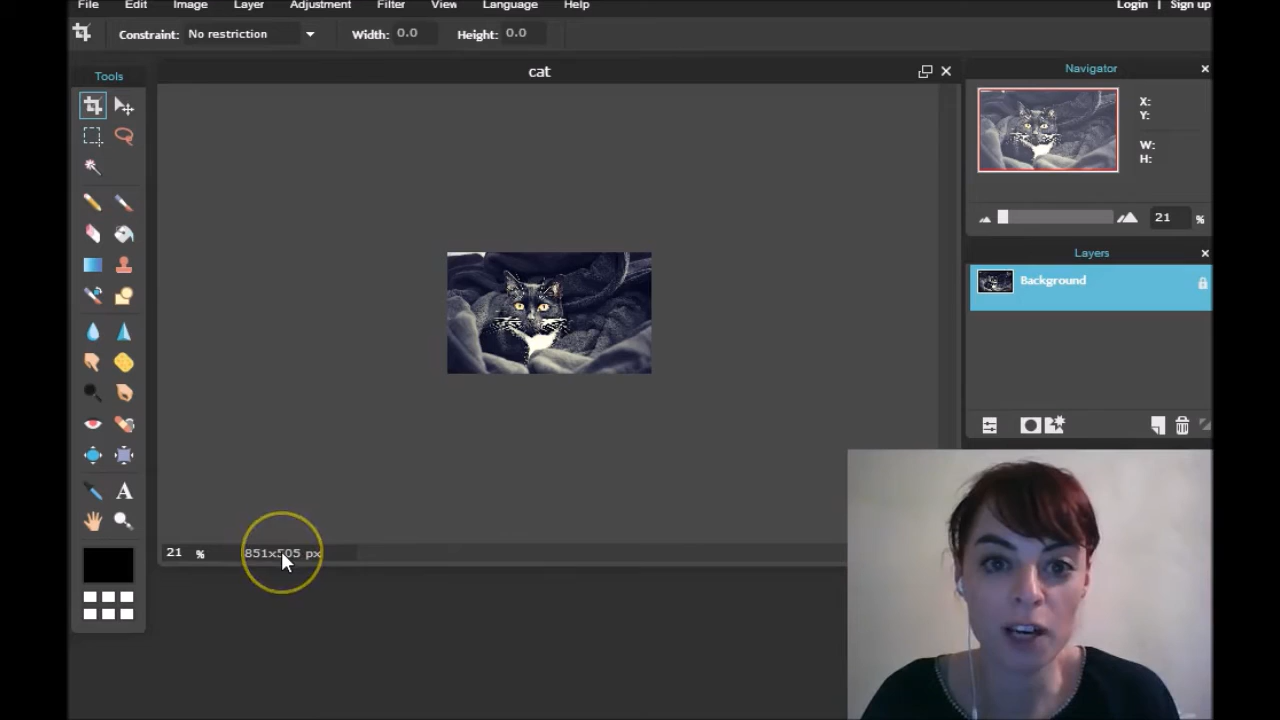 File Edit Image Layer Adjustment Filter View Language Help Login | Sign up
Constraint: No restriction Width: 0.0 Height: 0.0
Tools
cat
Navigator
X:
Y:
W:
H:
21 %
Layers
Background
A
21 % 851x505 px